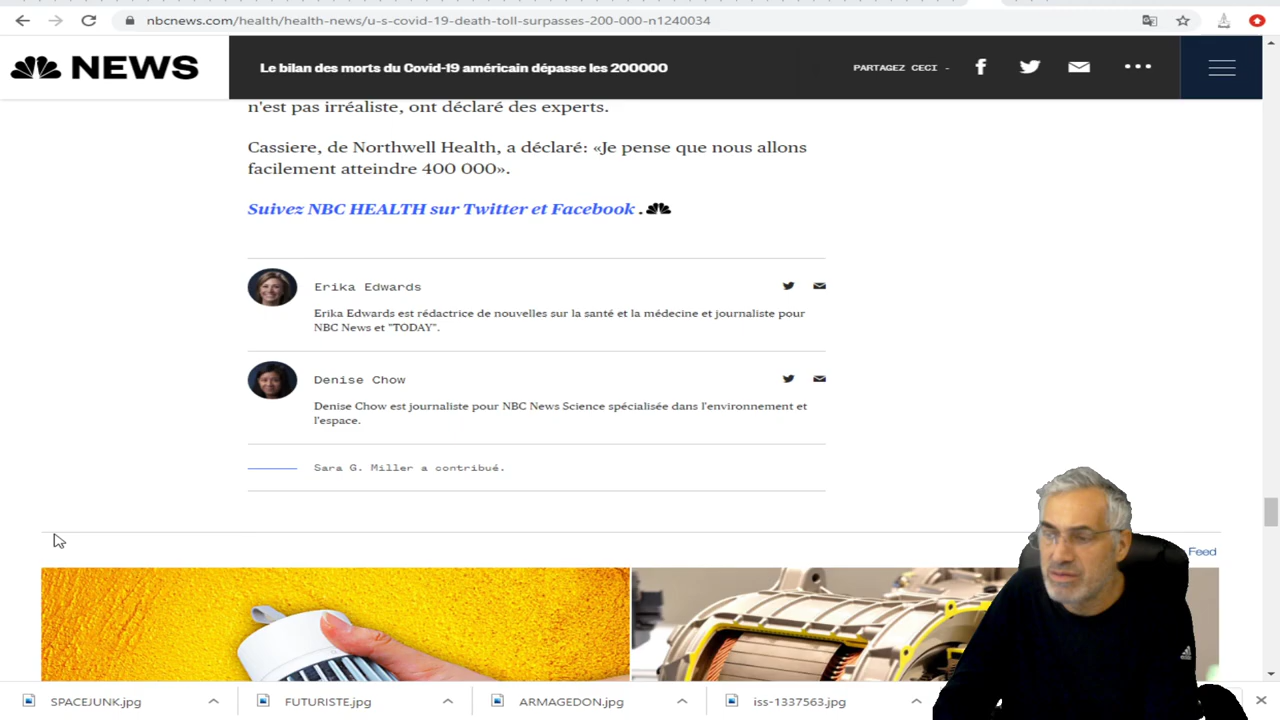 nbcnews.com/health/health-news/u-s-covid-19-death-toll-surpasses-200-000-n1240034
NEWS
Le bilan des morts du Covid-19 américain dépasse les 200000
PARTAGEZ CECI -
n'est pas irréaliste, ont déclaré des experts.
Cassiere, de Northwell Health, a déclaré: «Je pense que nous allons
facilement atteindre 400 000».
Suivez NBC HEALTH sur Twitter et Facebook .
Erika Edwards
Erika Edwards est rédactrice de nouvelles sur la santé et la médecine et journaliste pour
NBC News et "TODAY".
Denise Chow
Denise Chow est journaliste pour NBC News Science spécialisée dans l'environnement et
l'espace.
Sara G. Miller a contribué.
Feed
SPACEJUNK.jpg
FUTURISTE.jpg
ARMAGEDON.jpg
iss-1337563.jpg